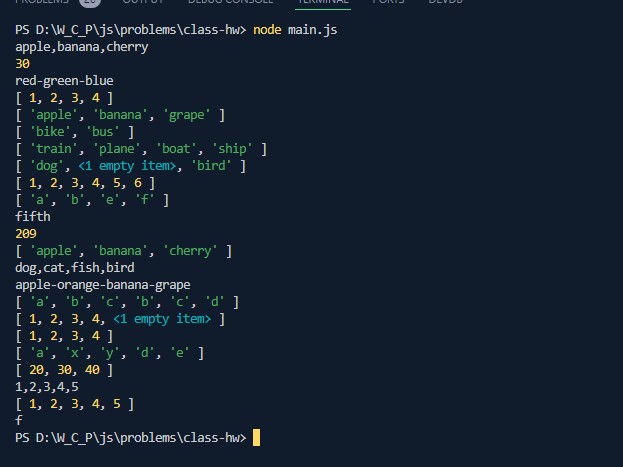 PROBLEMS 20 OUTPUT DEBUG CONSOLE TERMINAL PORTS DEVDB
PS D:\W_C_P\js\problems\class-hw> node main.js
apple,banana,cherry
30
red-green-blue
[ 1, 2, 3, 4 ]
[ 'apple', 'banana', 'grape' ]
[ 'bike', 'bus' ]
[ 'train', 'plane', 'boat', 'ship' ]
[ 'dog', <1 empty item>, 'bird' ]
[ 1, 2, 3, 4, 5, 6 ]
[ 'a', 'b', 'e', 'f' ]
fifth
209
[ 'apple', 'banana', 'cherry' ]
dog,cat,fish,bird
apple-orange-banana-grape
[ 'a', 'b', 'c', 'b', 'c', 'd' ]
[ 1, 2, 3, 4, <1 empty item> ]
[ 1, 2, 3, 4 ]
[ 'a', 'x', 'y', 'd', 'e' ]
[ 20, 30, 40 ]
1,2,3,4,5
[ 1, 2, 3, 4, 5 ]
f
PS D:\W_C_P\js\problems\class-hw>